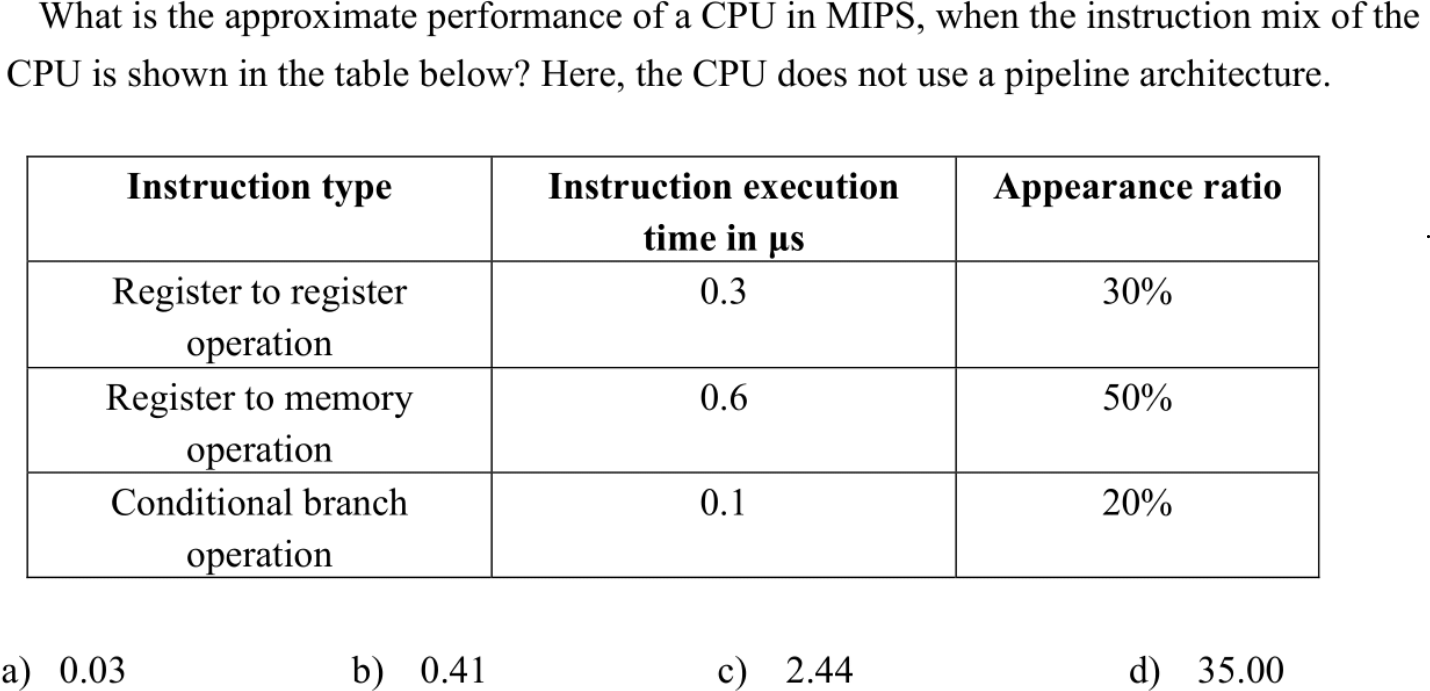 What is the approximate performance of a CPU in MIPS, when the instruction mix of the
CPU is shown in the table below? Here, the CPU does not use a pipeline architecture.
Instruction type Instruction execution time in µs Appearance ratio
Register to register operation 0.3 30%
Register to memory operation 0.6 50%
Conditional branch operation 0.1 20%
a) 0.03 b) 0.41 c) 2.44 d) 35.00